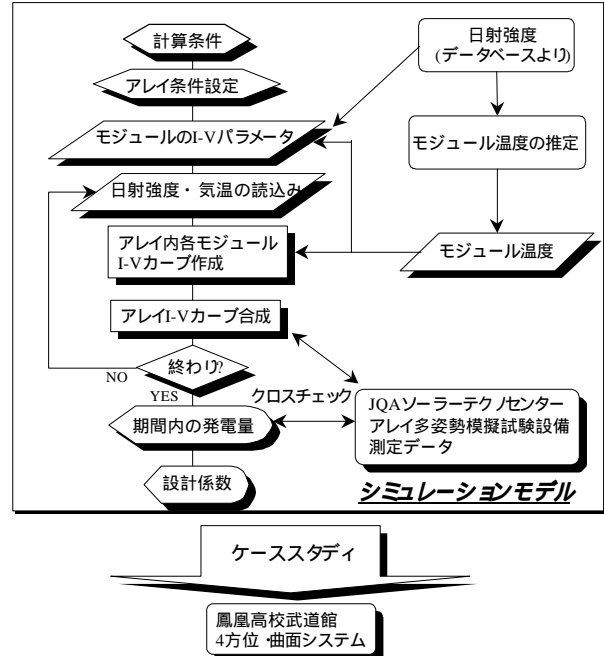 計算条件
アレイ条件設定
モジュールのI-Vパラメータ
日射強度・気温の読込み
アレイ内各モジュール
I-Vカーブ作成
アレイI-Vカーブ合成
終わり?
NO
YES
期間内の発電量
設計係数
日射強度
(データベースより)
モジュール温度の推定
モジュール温度
クロスチェック
JQAソーラーテクノセンター
アレイ多姿勢模擬試験設備
測定データ
シミュレーションモデル
ケーススタディ
鳳凰高校武道館
4方位・曲面システム